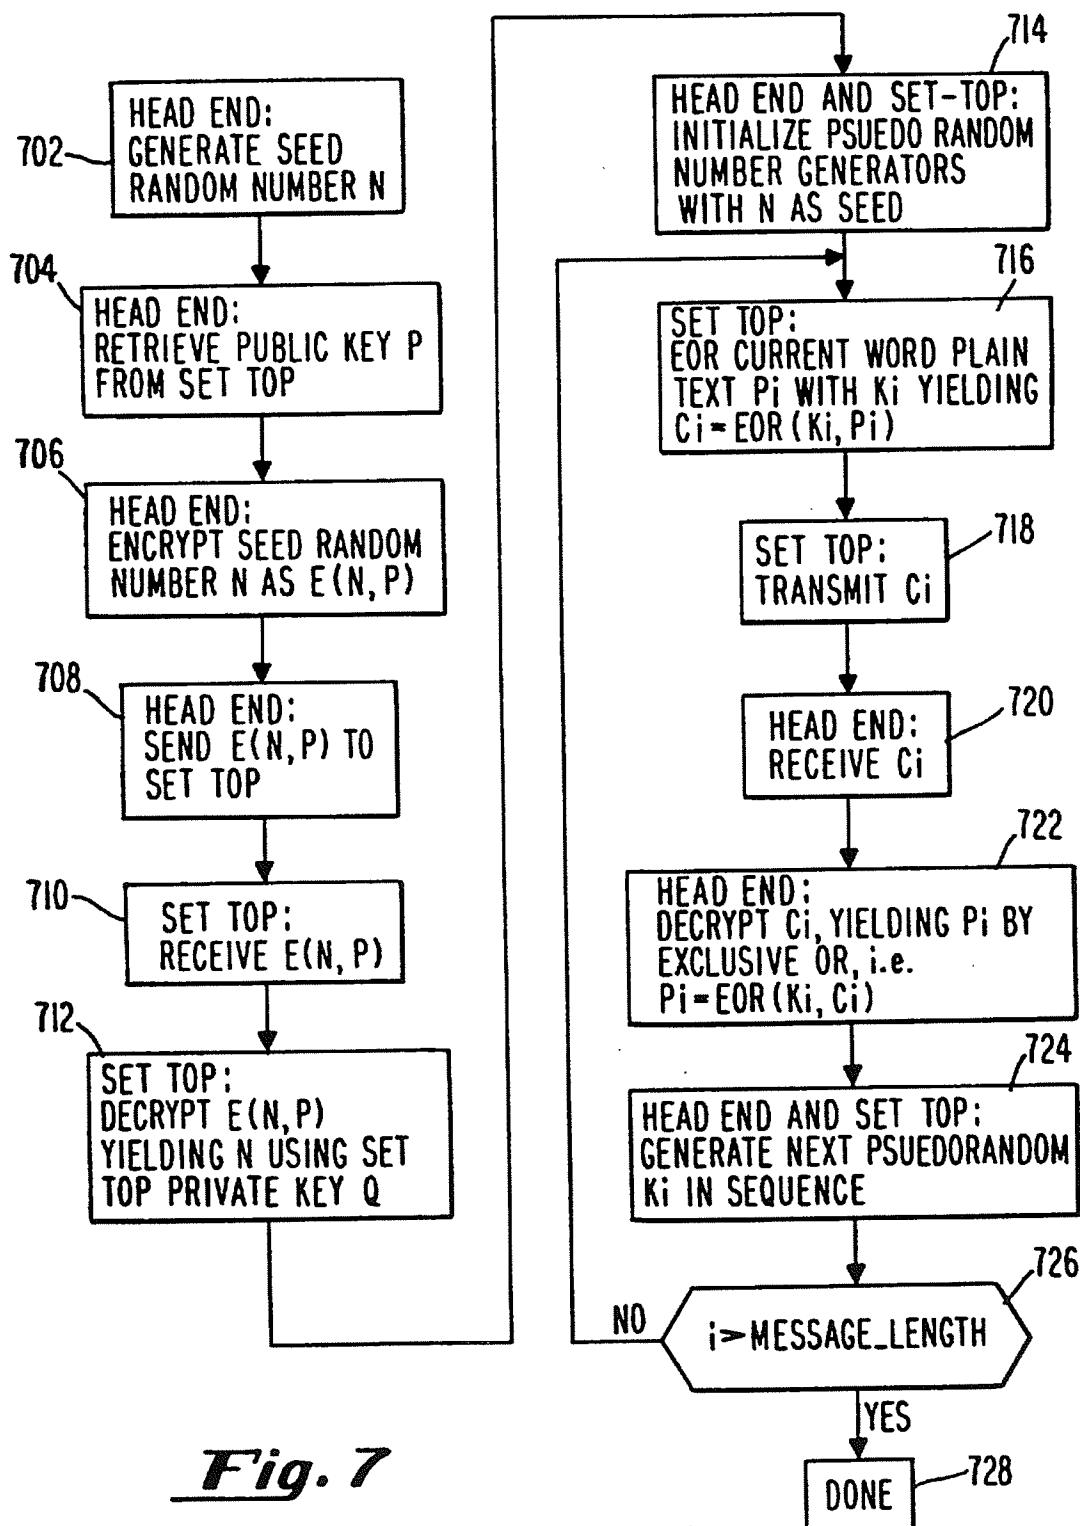 702
HEAD END:
GENERATE SEED
RANDOM NUMBER N
704
HEAD END:
RETRIEVE PUBLIC KEY P
FROM SET TOP
706
HEAD END:
ENCRYPT SEED RANDOM
NUMBER N AS E(N,P)
708
HEAD END:
SEND E(N,P) TO
SET TOP
710
SET TOP:
RECEIVE E(N,P)
712
SET TOP:
DECRYPT E(N,P)
YIELDING N USING SET
TOP PRIVATE KEY Q
714
HEAD END AND SET-TOP:
INITIALIZE PSUEDO RANDOM
NUMBER GENERATORS
WITH N AS SEED
716
SET TOP:
EOR CURRENT WORD PLAIN
TEXT Pi WITH Ki YIELDING
Ci=EOR(Ki,Pi)
718
SET TOP:
TRANSMIT Ci
720
HEAD END:
RECEIVE Ci
722
HEAD END:
DECRYPT Ci, YIELDING Pi BY
EXCLUSIVE OR, i.e.
Pi=EOR(Ki,Ci)
724
HEAD END AND SET TOP:
GENERATE NEXT PSUEDORANDOM
Ki IN SEQUENCE
726
i>MESSAGE_LENGTH
NO
YES
728
DONE
Fig. 7